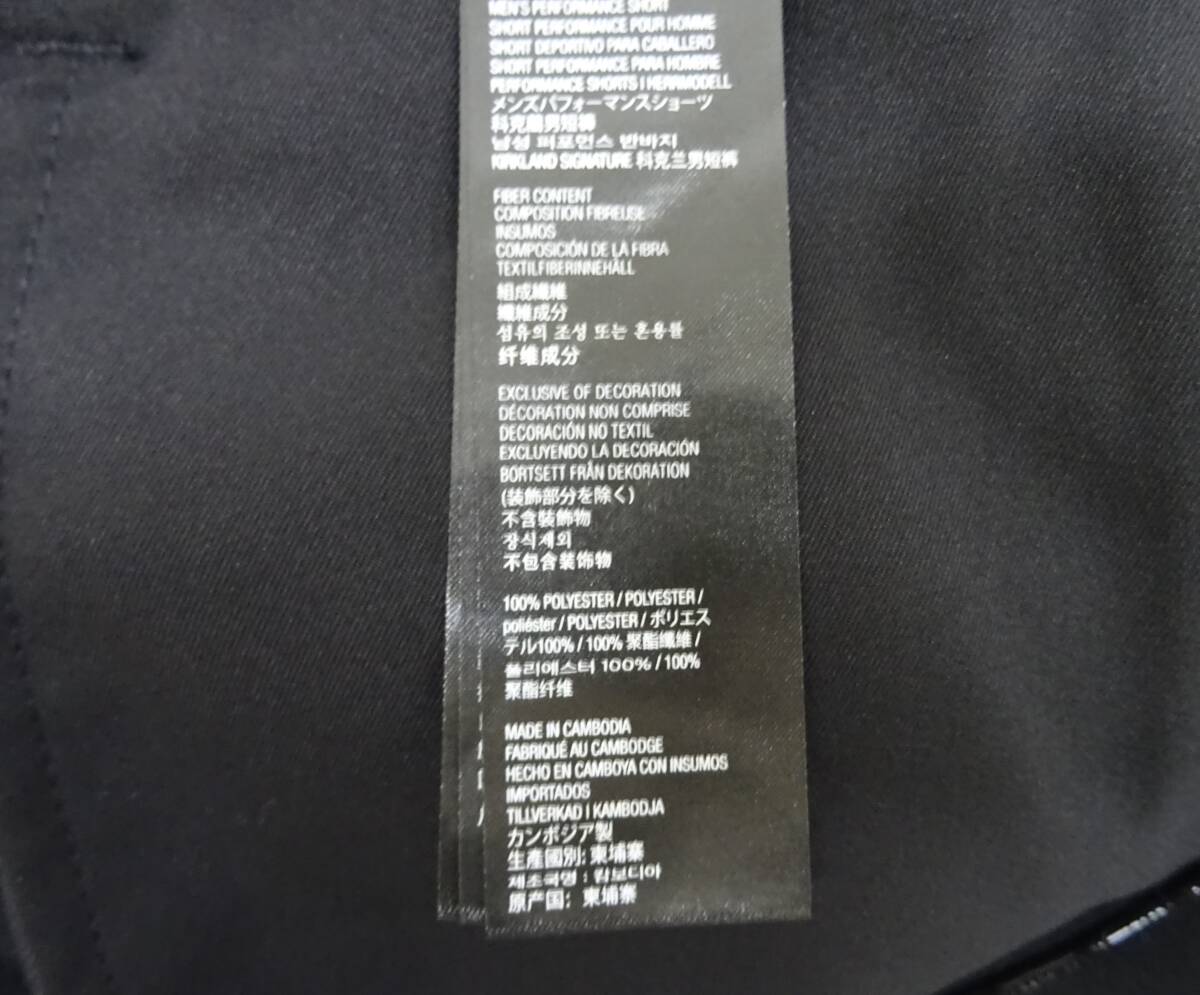 MEN'S PERFORMANCE SHORT
SHORT PERFORMANCE POUR HOMME
SHORT DEPORTIVO PARA CABALLERO
SHORT PERFORMANCE PARA HOMBRE
PERFORMANCE SHORTS I HERRMODELL
メンズパフォーマンスショーツ
科克蘭男短褲
남성 퍼포먼스 반바지
KIRKLAND SIGNATURE 科克兰男短裤
FIBER CONTENT
COMPOSITION FIBREUSE
INSUMOS
COMPOSICIÓN DE LA FIBRA
TEXTILFIBERINNEHÅLL
組成繊維
纖維成分
섬유의 조성 또는 혼용률
纤维成分
EXCLUSIVE OF DECORATION
DÉCORATION NON COMPRISE
DECORACIÓN NO TEXTIL
EXCLUYENDO LA DECORACIÓN
BORTSETT FRÅN DEKORATION
(装飾部分を除く)
不含裝飾物
장식제외
不包含装饰物
100% POLYESTER / POLYESTER /
poliéster / POLYESTER / ポリエス
テル100% / 100% 聚酯纖維 /
폴리에스터 100% / 100%
聚酯纤维
MADE IN CAMBODIA
FABRIQUÉ AU CAMBODGE
HECHO EN CAMBOYA CON INSUMOS
IMPORTADOS
TILLVERKAD I KAMBODJA
カンボジア製
生產國別: 柬埔寨
제조국명 : 캄보디아
原产国: 柬埔寨